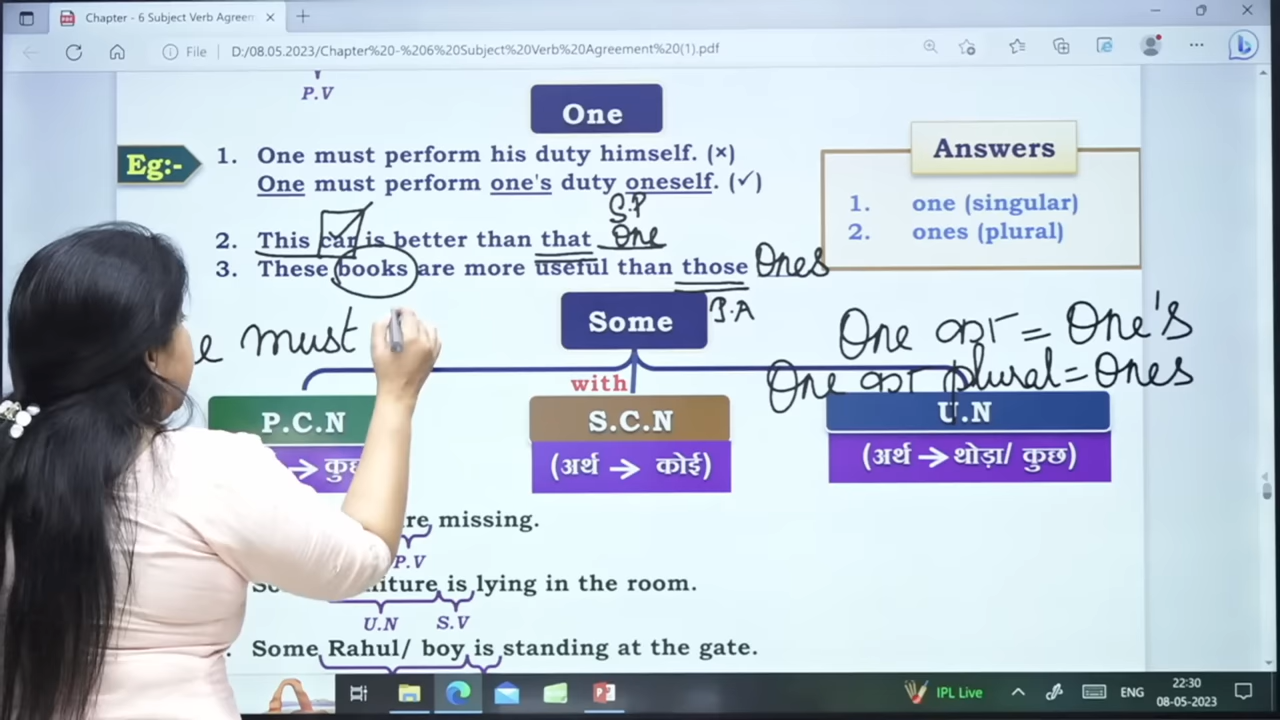 Chapter - 6 Subject Verb Agreem
File D:/08.05.2023/Chapter%20-%206%20Subject%20Verb%20Agreement%20(1).pdf
P.V
One
Eg:-
1. One must perform his duty himself. (×)
One must perform one's duty oneself. (✓)
S.P
2. This car is better than that one
3. These books are more useful than those Ones
Answers
1. one (singular)
2. ones (plural)
must
Some
One का = One's
One का plural = Ones
with
P.C.N
S.C.N
U.N
(अर्थ → कोई)
(अर्थ → थोड़ा/ कुछ)
missing.
P.V
is lying in the room.
U.N S.V
Some Rahul/ boy is standing at the gate.
IPL Live
ENG
22:30
08-05-2023